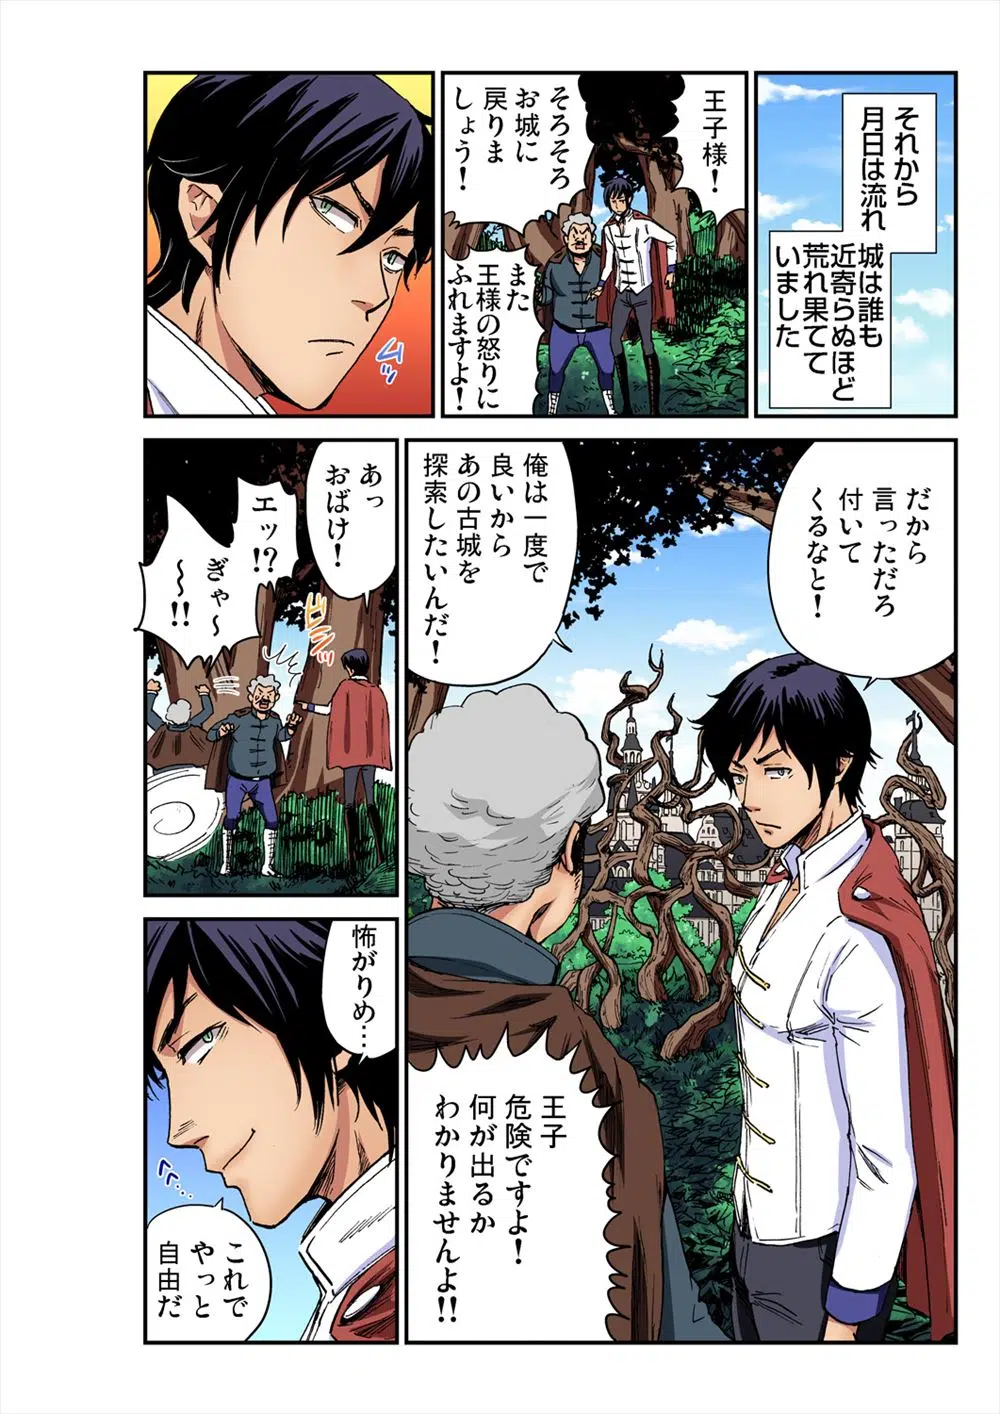 それから
月日は流れ
城は誰も
近寄らぬほど
荒れ果てて
いました
王子様！
そろそろ
お城に
戻りま
しょう！
また
王様の怒りに
ふれますよ！
ムッ
だから
言っただろ
付いて
くるなと！
俺は一度で
良いから
あの古城を
探索したいんだ！
王子
危険ですよ！
何が出るか
わかりませんよ！！
あっ
おばけ！
ビシッ
エッ！？
ぎゃ〜
〜！！
怖がりめ…
くく…
これで
やっと
自由だ